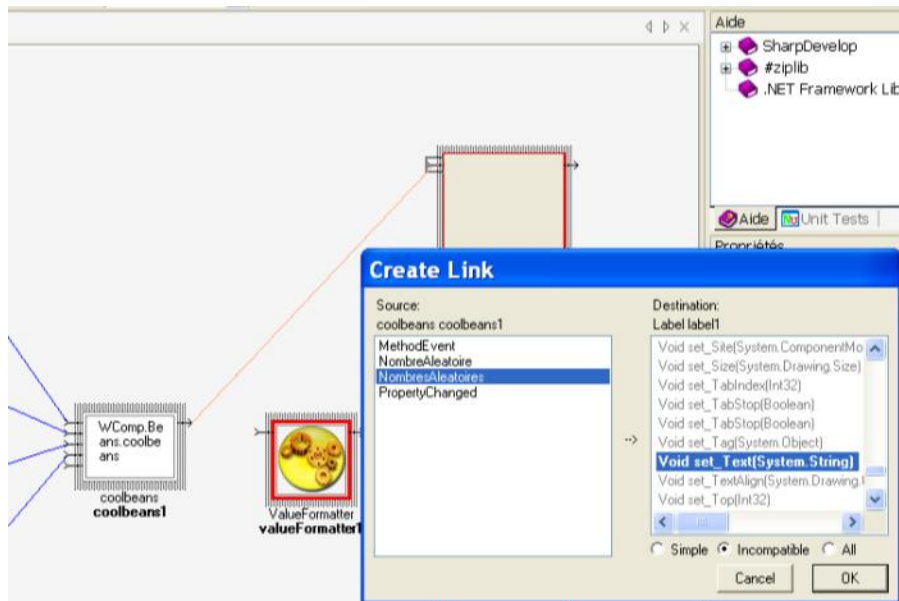 Aide
SharpDevelop
#ziplib
.NET Framework Lib
Aide
Unit Tests
Propriétés
WComp.Be
ans.coolbe
ans
coolbeans
coolbeans1
ValueFormatter
valueFormatter1
Create Link
Source:
coolbeans coolbeans1
MethodEvent
NombreAleatoire
NombresAleatoires
PropertyChanged
-->
Destination:
Label label1
Void set_Site(System.ComponentMo
Void set_Size(System.Drawing.Size)
Void set_TabIndex(Int32)
Void set_TabStop(Boolean)
Void set_TabStop(Boolean)
Void set_Tag(System.Object)
Void set_Text(System.String)
Void set_TextAlign(System.Drawing.
Void set_Top(Int32)
Simple
Incompatible
All
Cancel
OK